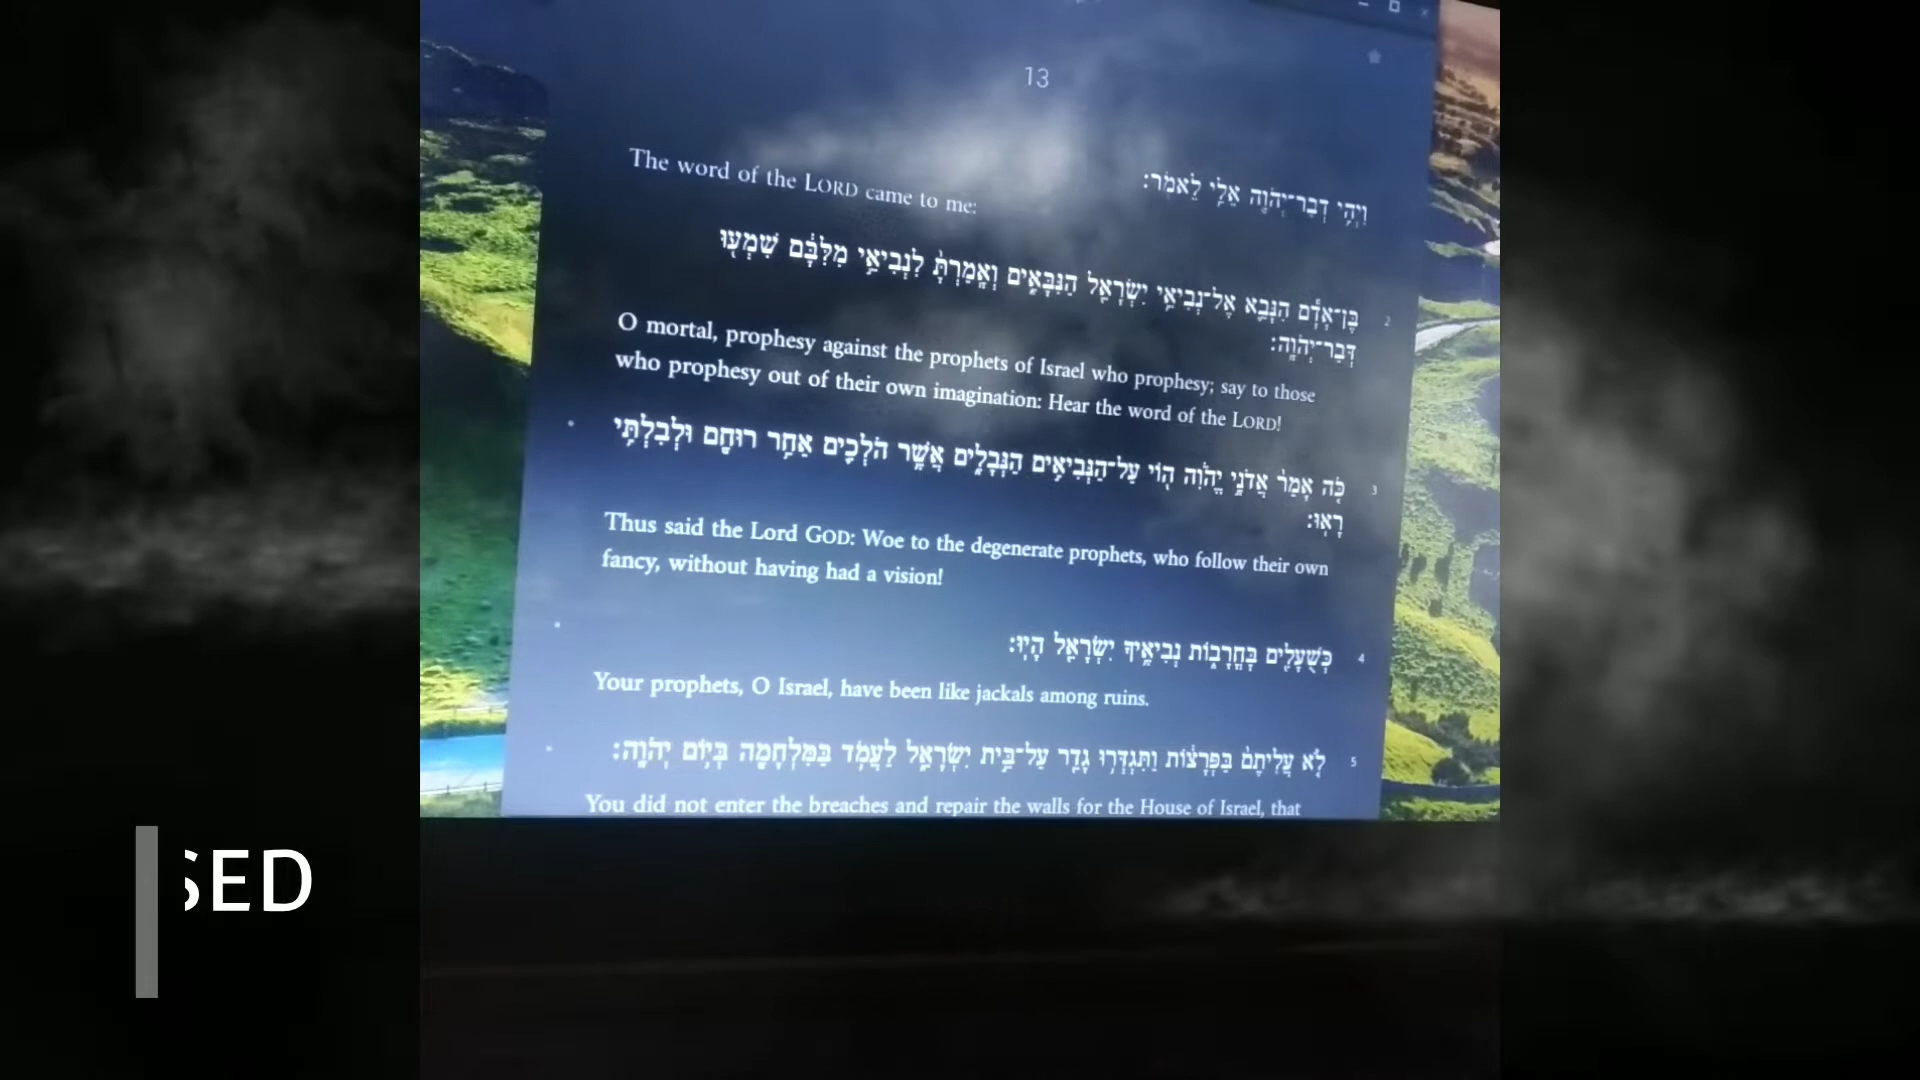 13
The word of the LORD came to me:
וַיְהִ֥י דְבַר־יְהֹוָ֖ה אֵלַ֥י לֵאמֹֽר׃
בֶּן־אָדָ֕ם הִנָּבֵ֛א אֶל־נְבִיאֵ֥י יִשְׂרָאֵ֖ל הַנִּבָּאִ֑ים וְאָֽמַרְתָּ֙ לִנְבִיאֵ֣י מִלִּבָּ֔ם שִׁמְע֖וּ
2
דְּבַר־יְהֹוָֽה׃
O mortal, prophesy against the prophets of Israel who prophesy; say to those
who prophesy out of their own imagination: Hear the word of the LORD!
כֹּ֤ה אָמַר֙ אֲדֹנָ֣י יֱהֹוִ֔ה ה֖וֹי עַל־הַנְּבִיאִ֣ים הַנְּבָלִ֑ים אֲשֶׁ֥ר הֹלְכִ֛ים אַחַ֥ר רוּחָ֖ם וּלְבִלְתִּ֥י
3
רָאֽוּ׃
Thus said the Lord GOD: Woe to the degenerate prophets, who follow their own
fancy, without having had a vision!
כְּשֻׁעָלִ֖ים בׇּחֳרָב֑וֹת נְבִיאֶ֥יךָ יִשְׂרָאֵ֖ל הָיֽוּ׃
4
Your prophets, O Israel, have been like jackals among ruins.
לֹ֤א עֲלִיתֶם֙ בַּפְּרָצ֔וֹת וַתִּגְדְּר֥וּ גָדֵ֖ר עַל־בֵּ֣ית יִשְׂרָאֵ֑ל לַעֲמֹ֥ד בַּמִּלְחָמָ֖ה בְּי֥וֹם יְהֹוָֽה׃
5
You did not enter the breaches and repair the walls for the House of Israel, that
SED